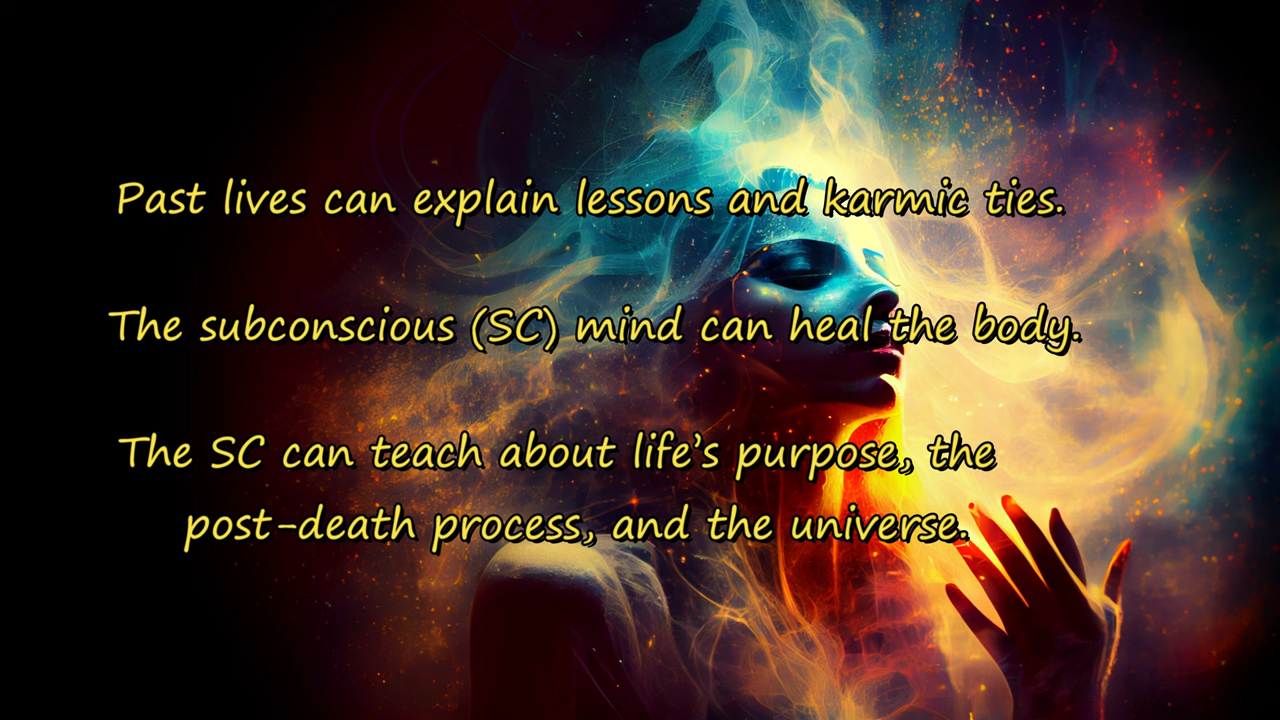 Past lives can explain lessons and karmic ties.
The subconscious (SC) mind can heal the body.
The SC can teach about life’s purpose, the
post-death process, and the universe.